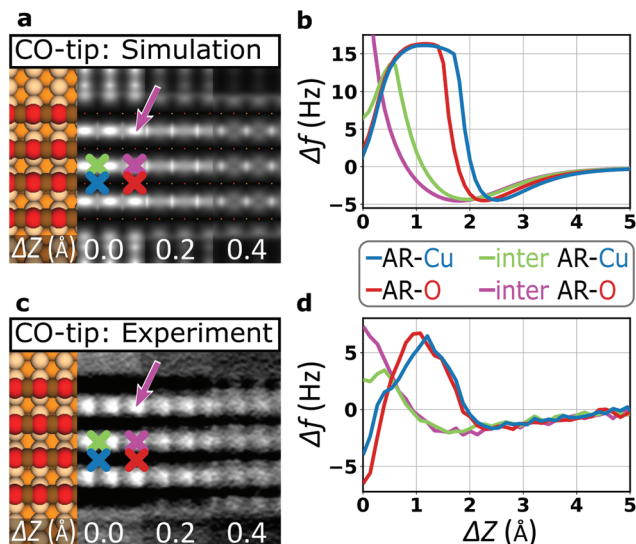 a
CO-tip: Simulation
ΔZ (Å) 0.0 0.2 0.4
b
Δf (Hz)
15
10
5
0
−5
0 1 2 3 4 5
AR-Cu inter AR-Cu
AR-O inter AR-O
c
CO-tip: Experiment
ΔZ (Å) 0.0 0.2 0.4
d
Δf (Hz)
5
0
−5
0 1 2 3 4 5
ΔZ (Å)